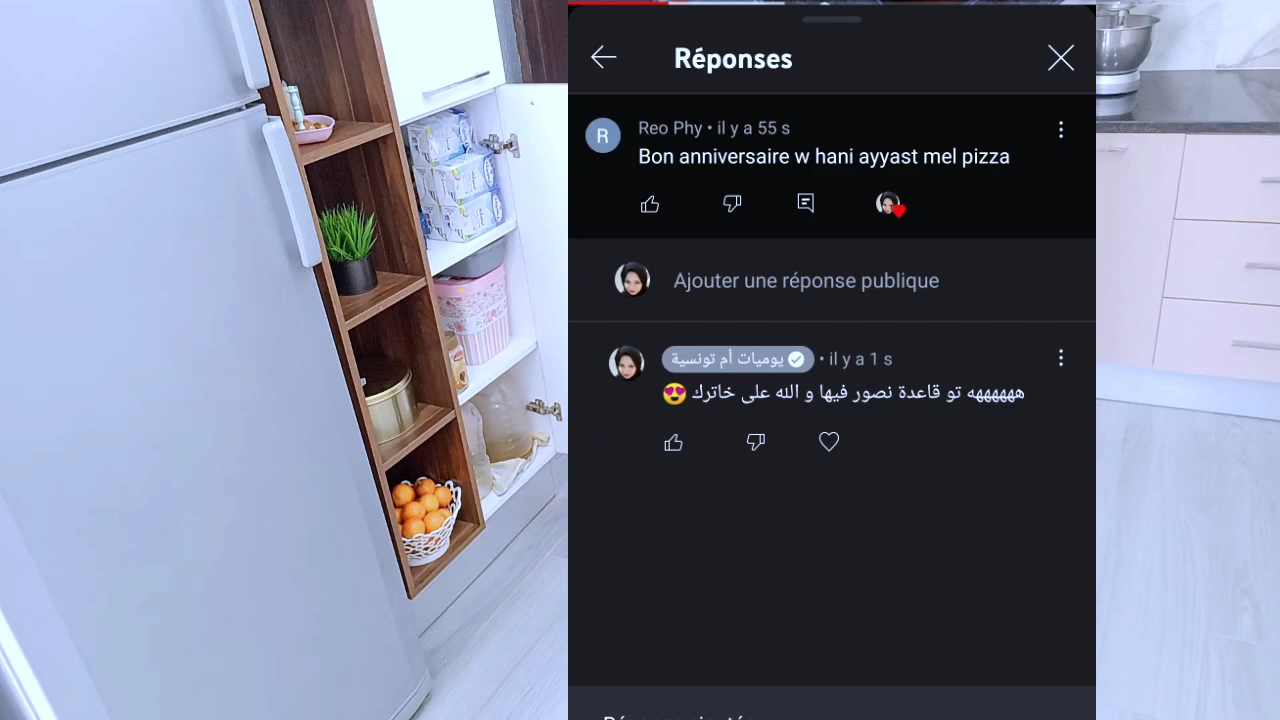 Réponses
R
Reo Phy • il y a 55 s
Bon anniversaire w hani ayyast mel pizza
Ajouter une réponse publique
يوميات أم تونسية • il y a 1 s
ههههههه تو قاعدة نصور فيها و الله على خاترك 😍